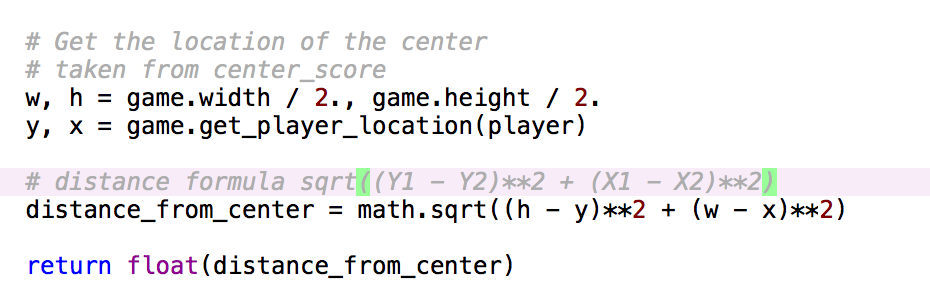 # Get the location of the center
# taken from center_score
w, h = game.width / 2., game.height / 2.
y, x = game.get_player_location(player)
# distance formula sqrt((Y1 - Y2)**2 + (X1 - X2)**2)
distance_from_center = math.sqrt((h - y)**2 + (w - x)**2)
return float(distance_from_center)